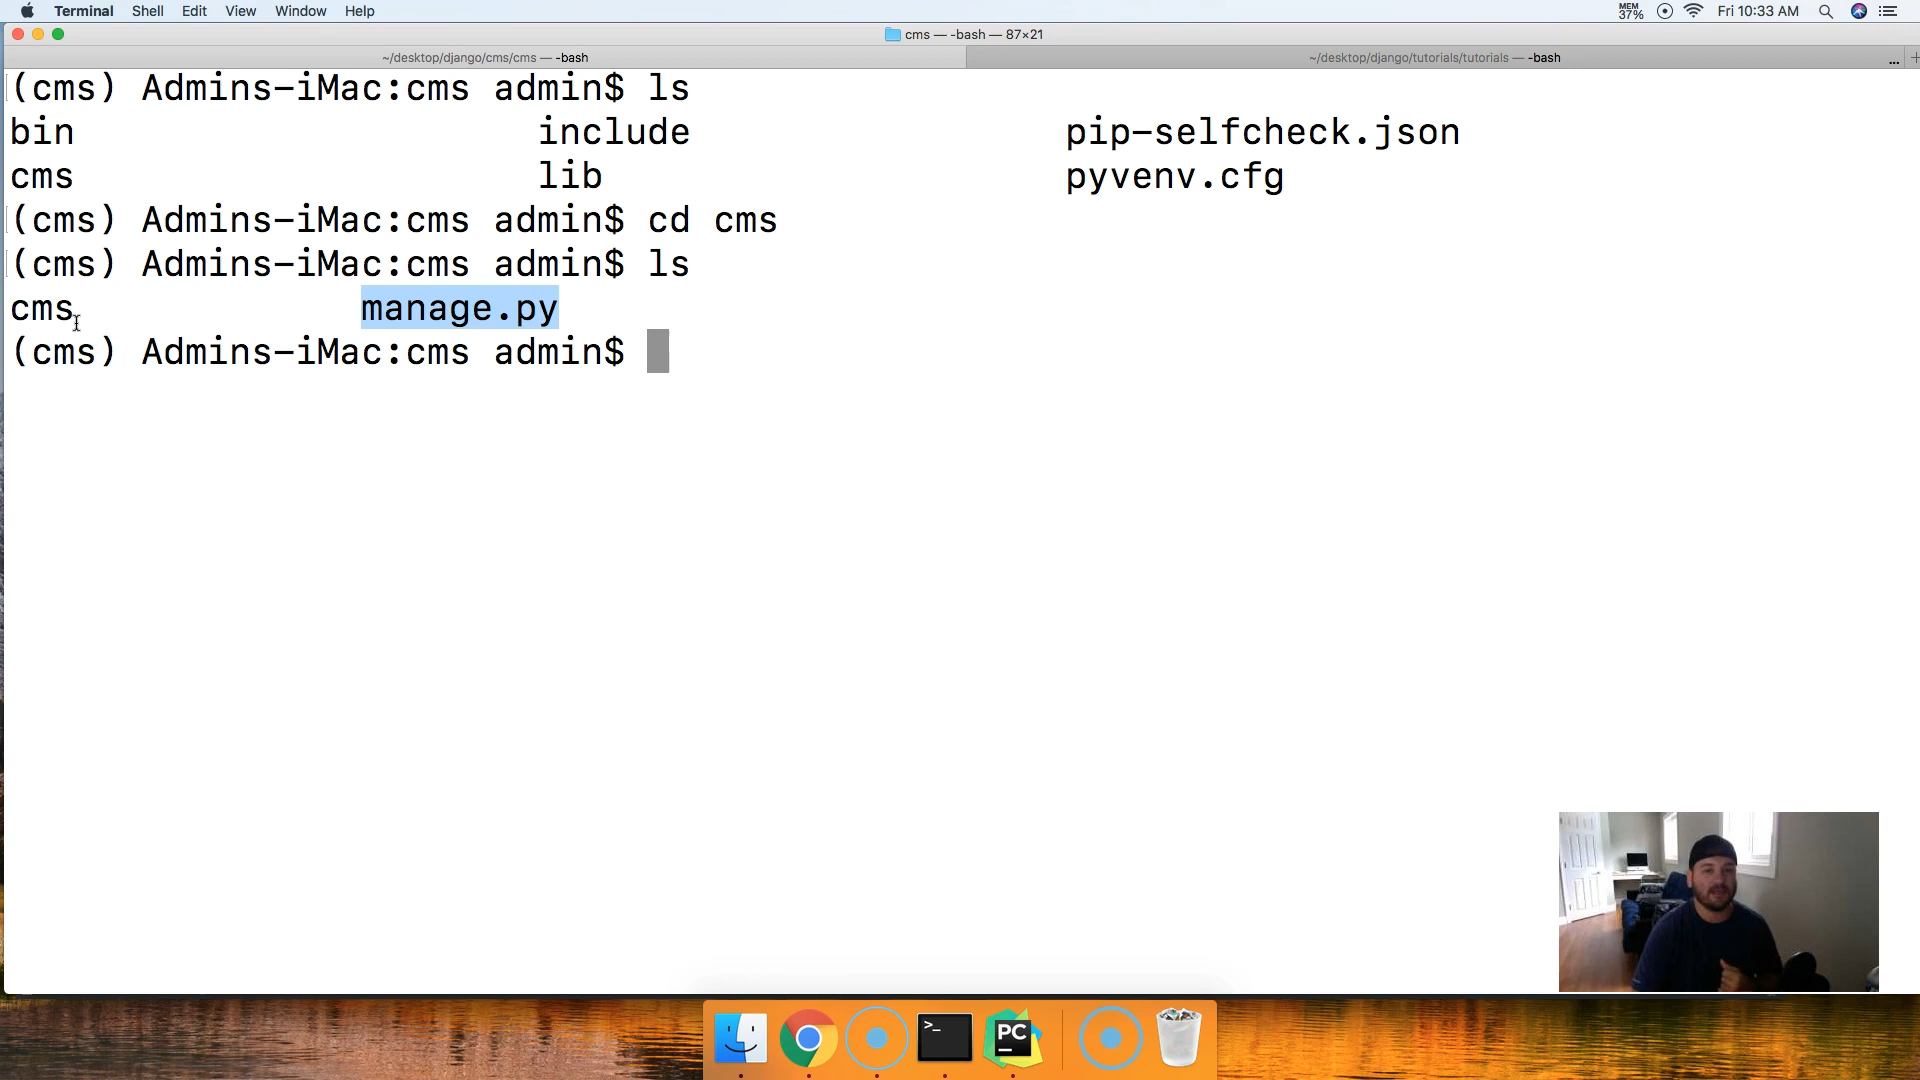 Terminal Shell Edit View Window Help MEM 37% Fri 10:33 AM
cms — -bash — 87×21
~/desktop/django/cms/cms — -bash ~/desktop/django/tutorials/tutorials — -bash ... +
(cms) Admins-iMac:cms admin$ ls
bin include pip-selfcheck.json
cms lib pyvenv.cfg
(cms) Admins-iMac:cms admin$ cd cms
(cms) Admins-iMac:cms admin$ ls
cms manage.py
(cms) Admins-iMac:cms admin$
>_ PC